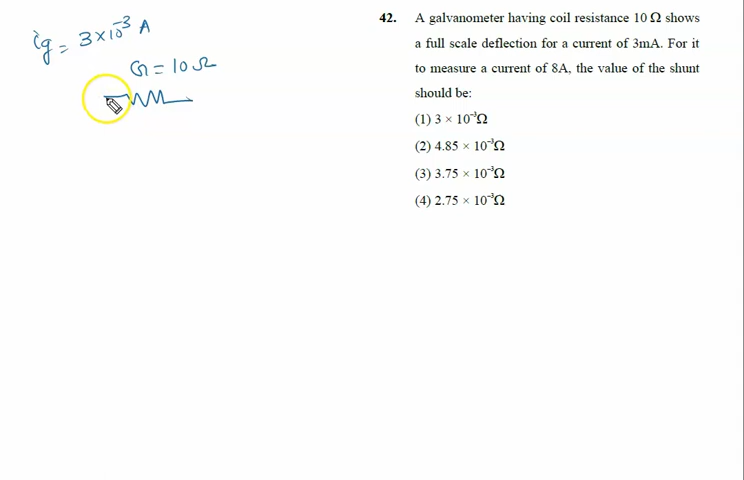 ig = 3×10⁻³ A
G = 10 Ω
42. A galvanometer having coil resistance 10 Ω shows
a full scale deflection for a current of 3mA. For it
to measure a current of 8A, the value of the shunt
should be:
(1) 3 × 10⁻³Ω
(2) 4.85 × 10⁻³Ω
(3) 3.75 × 10⁻³Ω
(4) 2.75 × 10⁻³Ω